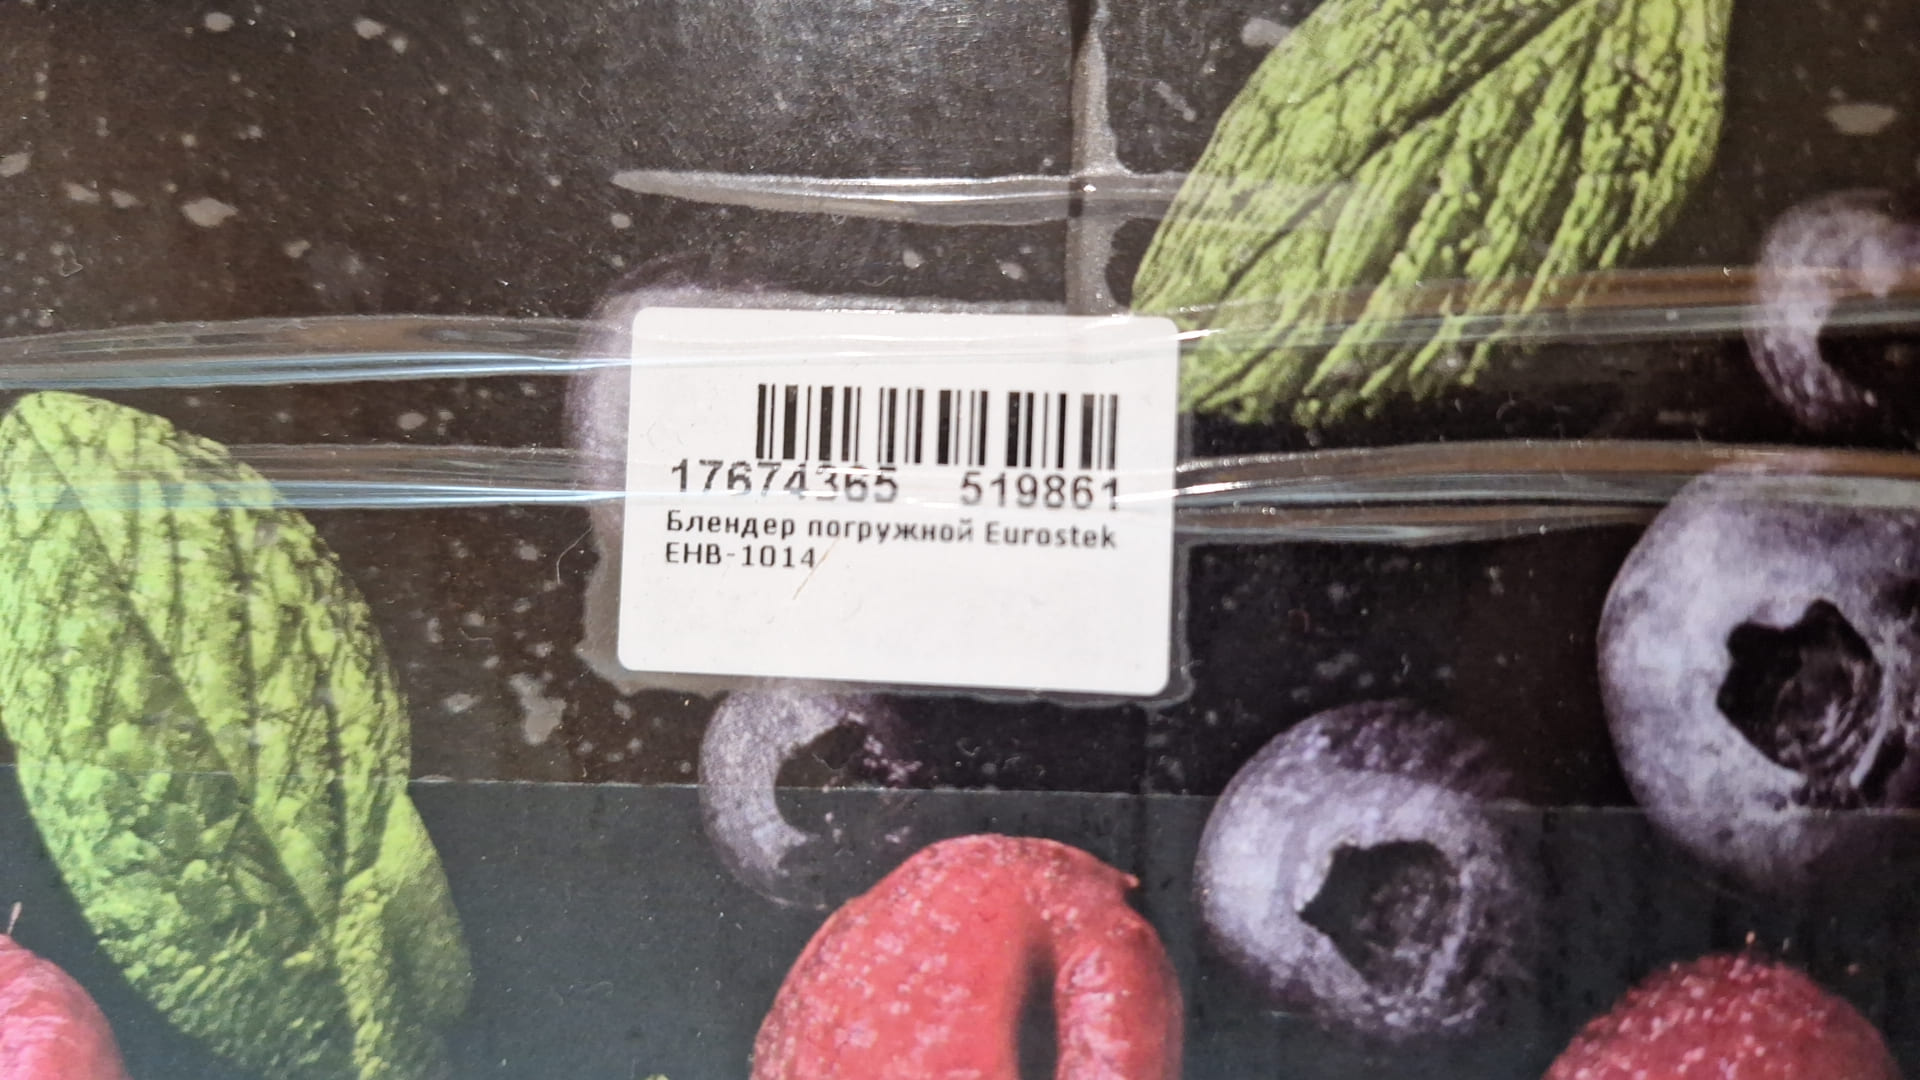 17674365 519861
Блендер погружной Eurostek
EHB-1014